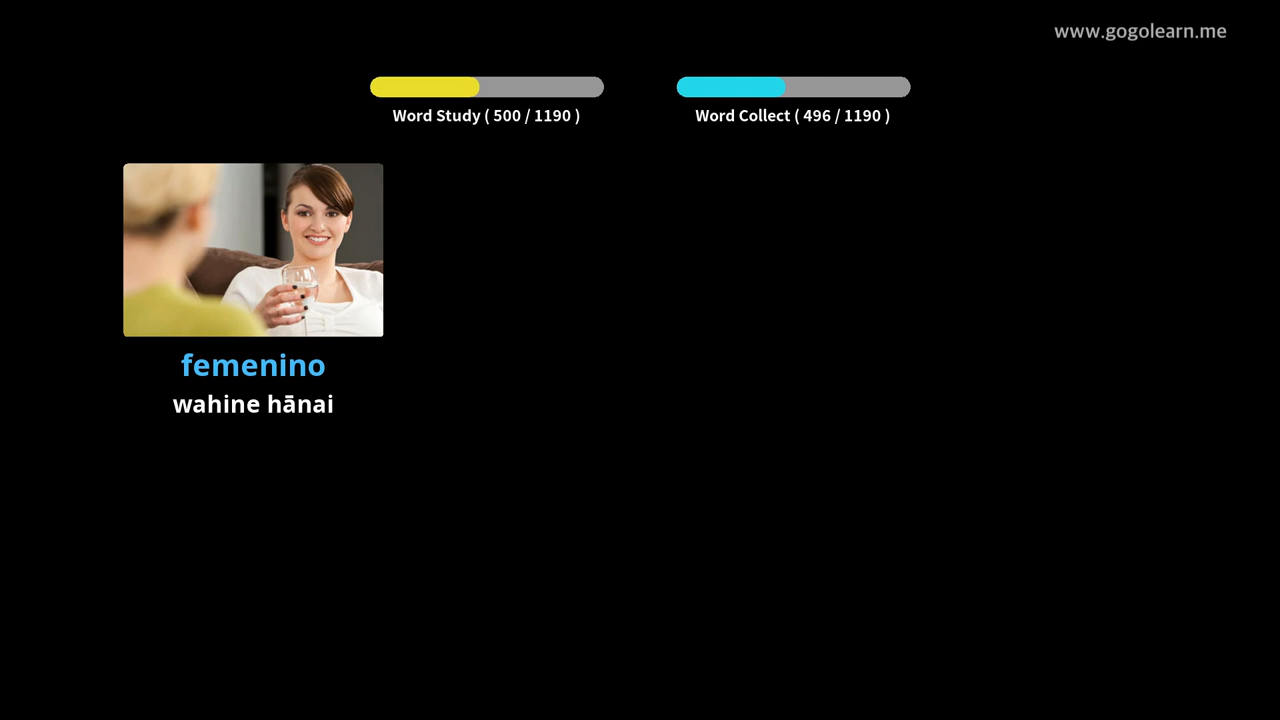 www.gogolearn.me
Word Study ( 500 / 1190 )
Word Collect ( 496 / 1190 )
femenino
wahine hānai